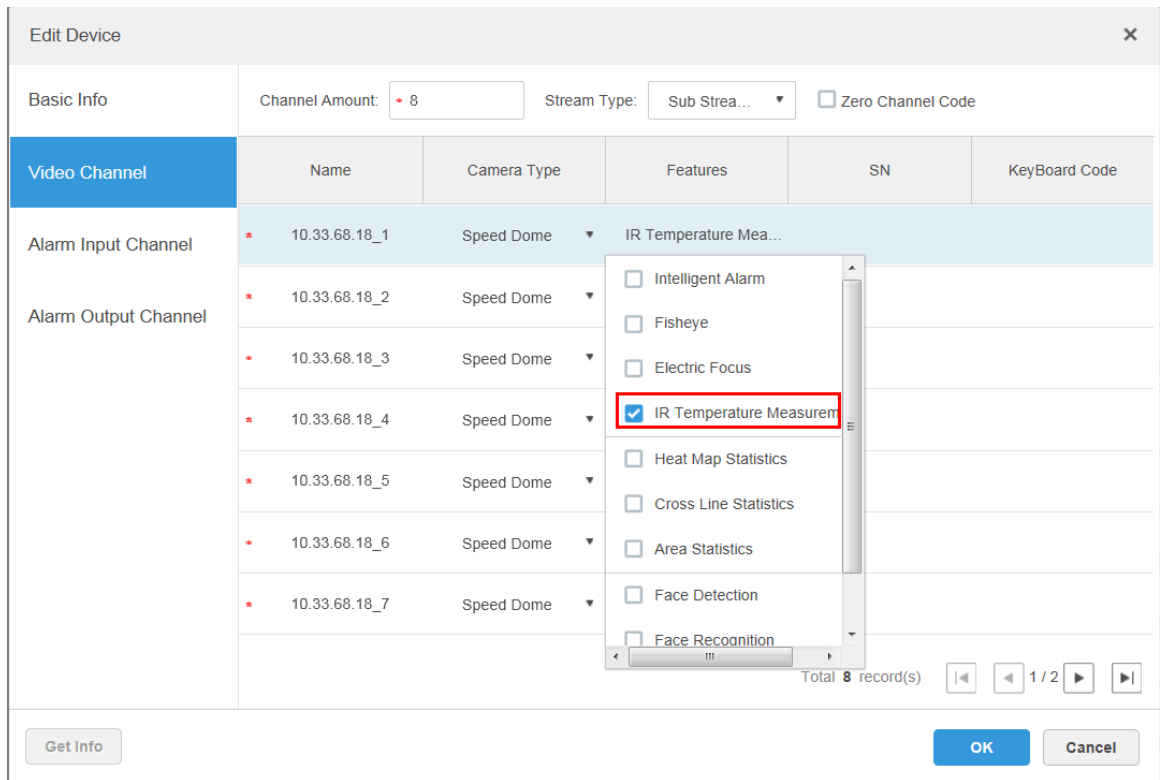 Edit Device
Basic Info
Channel Amount: * 8 Stream Type: Sub Strea... Zero Channel Code
Video Channel
Name Camera Type Features SN KeyBoard Code
Alarm Input Channel
* 10.33.68.18_1 Speed Dome IR Temperature Mea...
Intelligent Alarm
* 10.33.68.18_2 Speed Dome
Alarm Output Channel
Fisheye
* 10.33.68.18_3 Speed Dome
Electric Focus
* 10.33.68.18_4 Speed Dome
IR Temperature Measurem
Heat Map Statistics
* 10.33.68.18_5 Speed Dome
Cross Line Statistics
* 10.33.68.18_6 Speed Dome
Area Statistics
* 10.33.68.18_7 Speed Dome
Face Detection
Face Recognition
Total 8 record(s) 1 / 2
Get Info OK Cancel